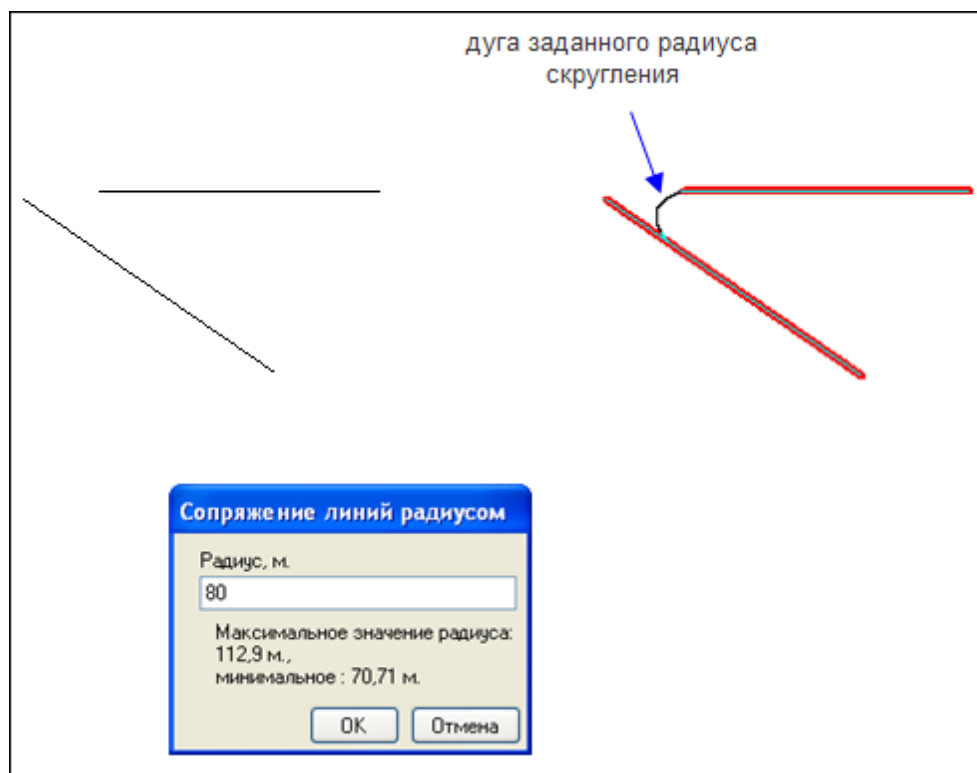 дуга заданного радиуса
скругления
Сопряжение линий радиусом
Радиус, м.
80
Максимальное значение радиуса:
112,9 м.,
минимальное : 70,71 м.
OK
Отмена